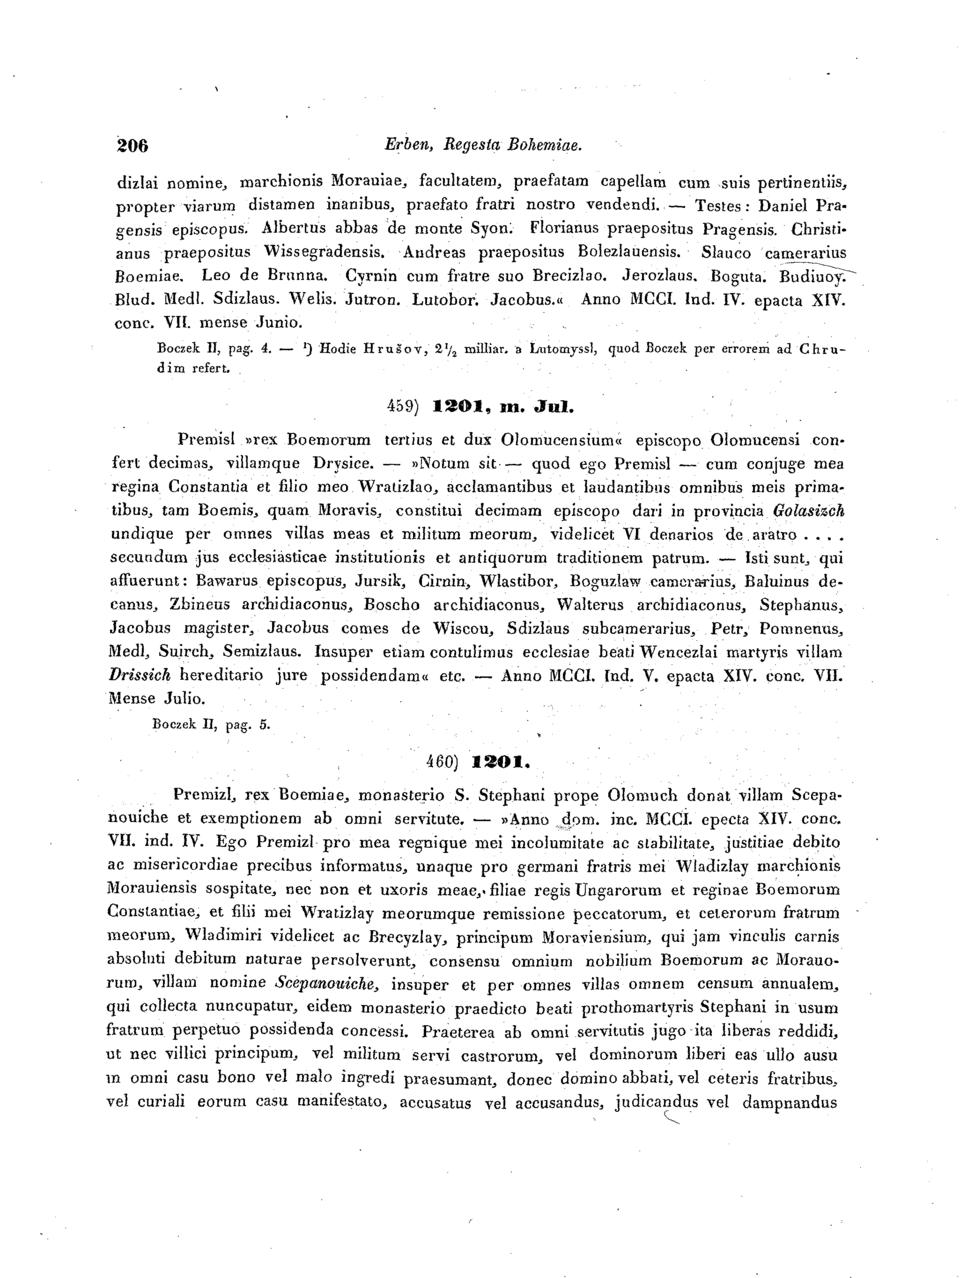 206
Erben, Regesta Bohemiae.
dizlai nomine, marchionis Morauiae, facultatem, praefatam capellam cum suis pertinentiis,
propter viarum distamen inanibus, praefato fratri nostro vendendi. — Testes: Daniel Pra-
gensis episcopus. Albertus abbas de monte Syon. Florianus praepositus Pragensis. Christi-
anus praepositus Wissegradensis. Andreas praepositus Bolezlauensis. Slauco camerarius
Boemiae. Leo de Brunna. Cyrnin cum fratre suo Brecizlao. Jerozlaus. Boguta. Budiuoy.
Blud. Medl. Sdizlaus. Welis. Jutron. Lutobor. Jacobus.« Anno MCCI. Ind. IV. epacta XIV.
conc. VII. mense Junio.
Boczek II, pag. 4. — ¹) Hodie Hrušov, 2½ milliar. a Lutomyssl, quod Boczek per errorem ad Chru-
dim refert.
459) 1201, m. Jul.
Premisl »rex Boemorum tertius et dux Olomucensium« episcopo Olomucensi con-
fert decimas, villamque Drysice. — »Notum sit — quod ego Premisl — cum conjuge mea
regina Constantia et filio meo Wratizlao, acclamantibus et laudantibus omnibus meis prima-
tibus, tam Boemis, quam Moravis, constitui decimam episcopo dari in provincia Golasizch
undique per omnes villas meas et militum meorum, videlicet VI denarios de aratro . . . .
secundum jus ecclesiasticae institutionis et antiquorum traditionem patrum. — Isti sunt, qui
affuerunt: Bawarus episcopus, Jursik, Cirnin, Wlastibor, Boguzlaw camerarius, Baluinus de-
canus, Zbineus archidiaconus, Boscho archidiaconus, Walterus archidiaconus, Stephanus,
Jacobus magister, Jacobus comes de Wiscou, Sdizlaus subcamerarius, Petr, Pomnenus,
Medl, Suirch, Semizlaus. Insuper etiam contulimus ecclesiae beati Wencezlai martyris villam
Drissich hereditario jure possidendam« etc. — Anno MCCI. Ind. V. epacta XIV. conc. VII.
Mense Julio.
Boczek II, pag. 5.
460) 1201.
Premizl, rex Boemiae, monasterio S. Stephani prope Olomuch donat villam Scepa-
nouiche et exemptionem ab omni servitute. — »Anno dom. inc. MCCI. epecta XIV. conc.
VII. ind. IV. Ego Premizl pro mea regnique mei incolumitate ac stabilitate, justitiae debito
ac misericordiae precibus informatus, unaque pro germani fratris mei Wladizlay marchionis
Morauiensis sospitate, nec non et uxoris meae, filiae regis Ungarorum et reginae Boemorum
Constantiae, et filii mei Wratizlay meorumque remissione peccatorum, et ceterorum fratrum
meorum, Wladimiri videlicet ac Brecyzlay, principum Moraviensium, qui jam vinculis carnis
absoluti debitum naturae persolverunt, consensu omnium nobilium Boemorum ac Morauo-
rum, villam nomine Scepanouiche, insuper et per omnes villas omnem censum annualem,
qui collecta nuncupatur, eidem monasterio praedicto beati prothomartyris Stephani in usum
fratrum perpetuo possidenda concessi. Praeterea ab omni servitutis jugo ita liberas reddidi,
ut nec villici principum, vel militum servi castrorum, vel dominorum liberi eas ullo ausu
in omni casu bono vel malo ingredi praesumant, donec domino abbati, vel ceteris fratribus,
vel curiali eorum casu manifestato, accusatus vel accusandus, judicandus vel dampnandus